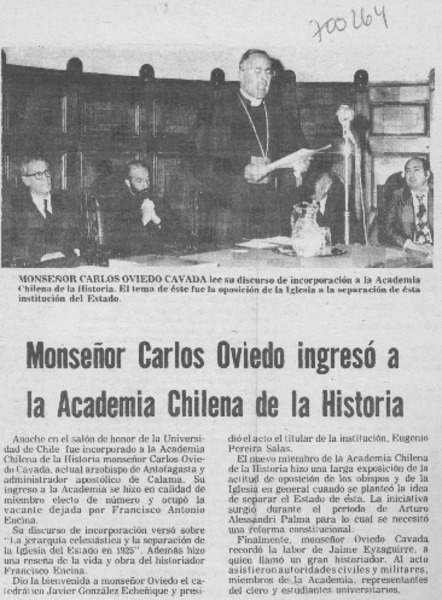 700264
MONSEÑOR CARLOS OVIEDO CAVADA lee su discurso de incorporación a la Academia
Chilena de la Historia. El tema de éste fue la oposición de la Iglesia a la separación de ésta
institución del Estado.
Monseñor Carlos Oviedo ingresó a
la Academia Chilena de la Historia
Anoche en el salón de honor de la Universi-
dad de Chile fue incorporado a la Academia
Chilena de la Historia monseñor Carlos Ovie-
do Cavada, actual arzobispo de Antofagasta y
administrador apostólico de Calama. Su
ingreso a la Academia se hizo en calidad de
miembro electo de número y ocupó la
vacante dejada por Francisco Antonio
Encina.
Su discurso de incorporación versó sobre
"La jerarquía eclesiástica y la separación de
la Iglesia del Estado en 1925". Además hizo
una reseña de la vida y obra del historiador
Francisco Encina.
Dio la bienvenida a monseñor Oviedo el ca-
tedrático Javier González Echeñique y presi-
dió el acto el titular de la institución, Eugenio
Pereira Salas.
El nuevo miembro de la Academia Chilena
de la Historia hizo una larga exposición de la
actitud de oposición de los obispos y de la
Iglesia en general cuando se planteó la idea
de separar el Estado de ésta. La iniciativa
surgió durante el período de Arturo
Alessandri Palma para lo cual se necesitó
una reforma constitucional.
Finalmente, monseñor Oviedo Cavada
recordó la labor de Jaime Eyzaguirre, a
quien llamó un gran historiador. Al acto
asistieron autoridades civiles y militares,
miembros de la Academia, representantes
del clero y estudiantes universitarios.